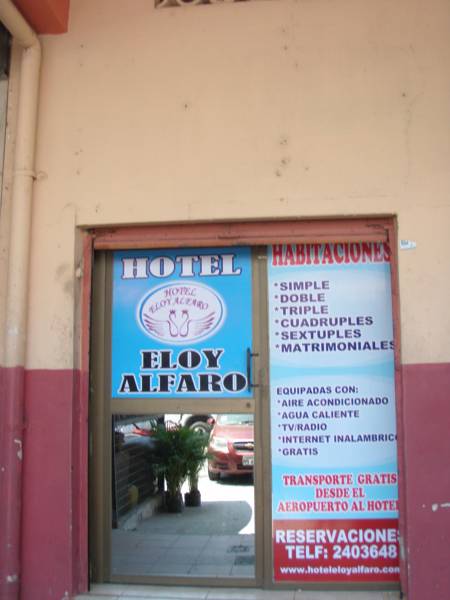 HOTEL
HOTEL
ELOY ALFARO
ELOY
ALFARO
HABITACIONES
*SIMPLE
*DOBLE
*TRIPLE
*CUADRUPLES
*SEXTUPLES
*MATRIMONIALES
EQUIPADAS CON:
*AIRE ACONDICIONADO
*AGUA CALIENTE
*TV/RADIO
*INTERNET INALAMBRICO
*GRATIS
TRANSPORTE GRATIS
DESDE EL
AEROPUERTO AL HOTEL
RESERVACIONES
TELF: 2403648
www.hoteleloyalfaro.com